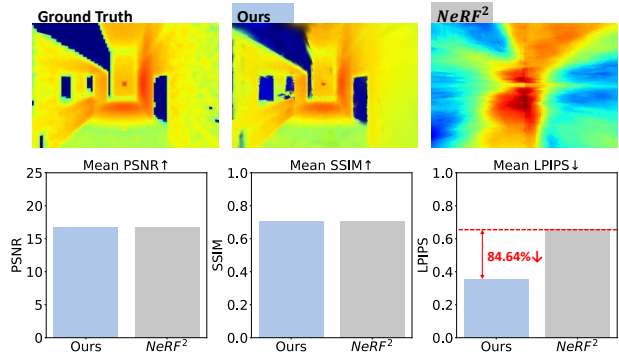 Ground Truth
Ours
NeRF²
Mean PSNR↑
Mean SSIM↑
Mean LPIPS↓
25
20
15
10
5
0
PSNR
Ours
NeRF²
1.0
0.8
0.6
0.4
0.2
0.0
SSIM
Ours
NeRF²
1.0
0.8
0.6
0.4
0.2
0.0
LPIPS
84.64%↓
Ours
NeRF²